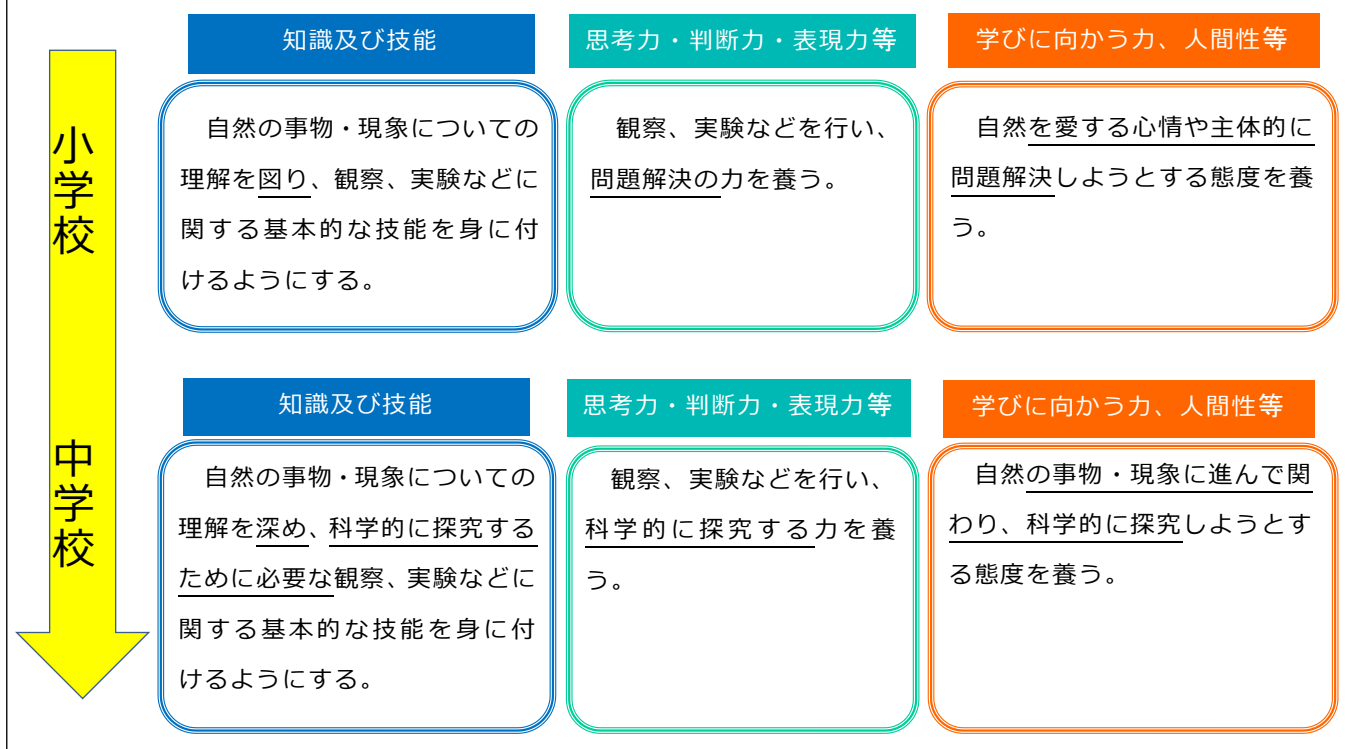 小学校
知識及び技能
自然の事物・現象についての
理解を図り、観察、実験などに
関する基本的な技能を身に付
けるようにする。
思考力・判断力・表現力等
観察、実験などを行い、
問題解決の力を養う。
学びに向かう力、人間性等
自然を愛する心情や主体的に
問題解決しようとする態度を養
う。
中学校
知識及び技能
自然の事物・現象についての
理解を深め、科学的に探究する
ために必要な観察、実験などに
関する基本的な技能を身に付
けるようにする。
思考力・判断力・表現力等
観察、実験などを行い、
科学的に探究する力を養
う。
学びに向かう力、人間性等
自然の事物・現象に進んで関
わり、科学的に探究しようとす
る態度を養う。